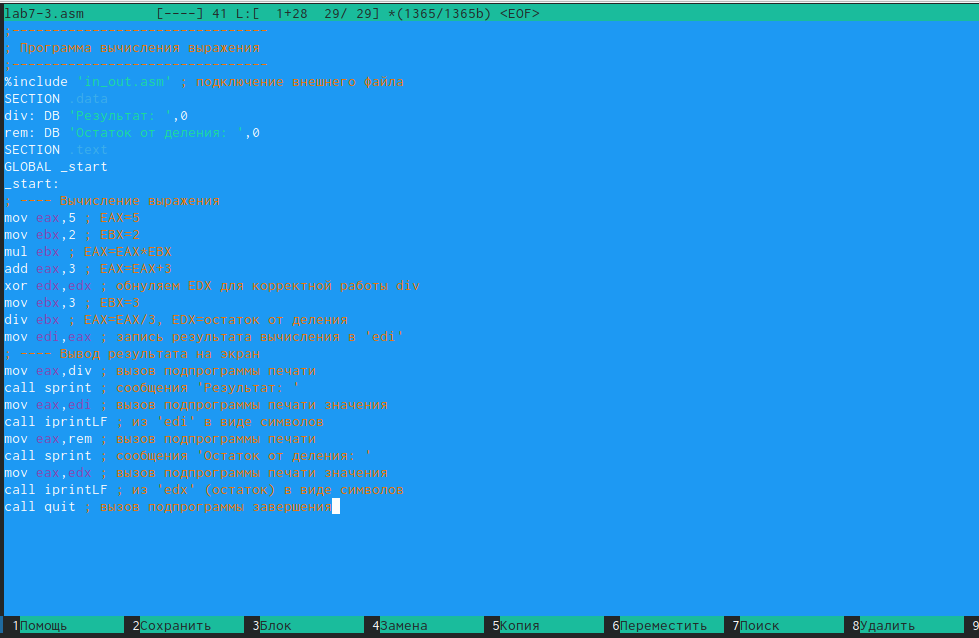 lab7-3.asm [----] 41 L:[ 1+28 29/ 29] *(1365/1365b) <EOF>
;--------------------------------
; Программа вычисления выражения
;--------------------------------
%include 'in_out.asm' ; подключение внешнего файла
SECTION .data
div: DB 'Результат: ',0
rem: DB 'Остаток от деления: ',0
SECTION .text
GLOBAL _start
_start:
; ---- Вычисление выражения
mov eax,5 ; EAX=5
mov ebx,2 ; EBX=2
mul ebx ; EAX=EAX*EBX
add eax,3 ; EAX=EAX+3
xor edx,edx ; обнуляем EDX для корректной работы div
mov ebx,3 ; EBX=3
div ebx ; EAX=EAX/3, EDX=остаток от деления
mov edi,eax ; запись результата вычисления в 'edi'
; ---- Вывод результата на экран
mov eax,div ; вызов подпрограммы печати
call sprint ; сообщения 'Результат: '
mov eax,edi ; вызов подпрограммы печати значения
call iprintLF ; из 'edi' в виде символов
mov eax,rem ; вызов подпрограммы печати
call sprint ; сообщения 'Остаток от деления: '
mov eax,edx ; вызов подпрограммы печати значения
call iprintLF ; из 'edx' (остаток) в виде символов
call quit ; вызов подпрограммы завершения
1Помощь 2Сохранить 3Блок 4Замена 5Копия 6Переместить 7Поиск 8Удалить 9